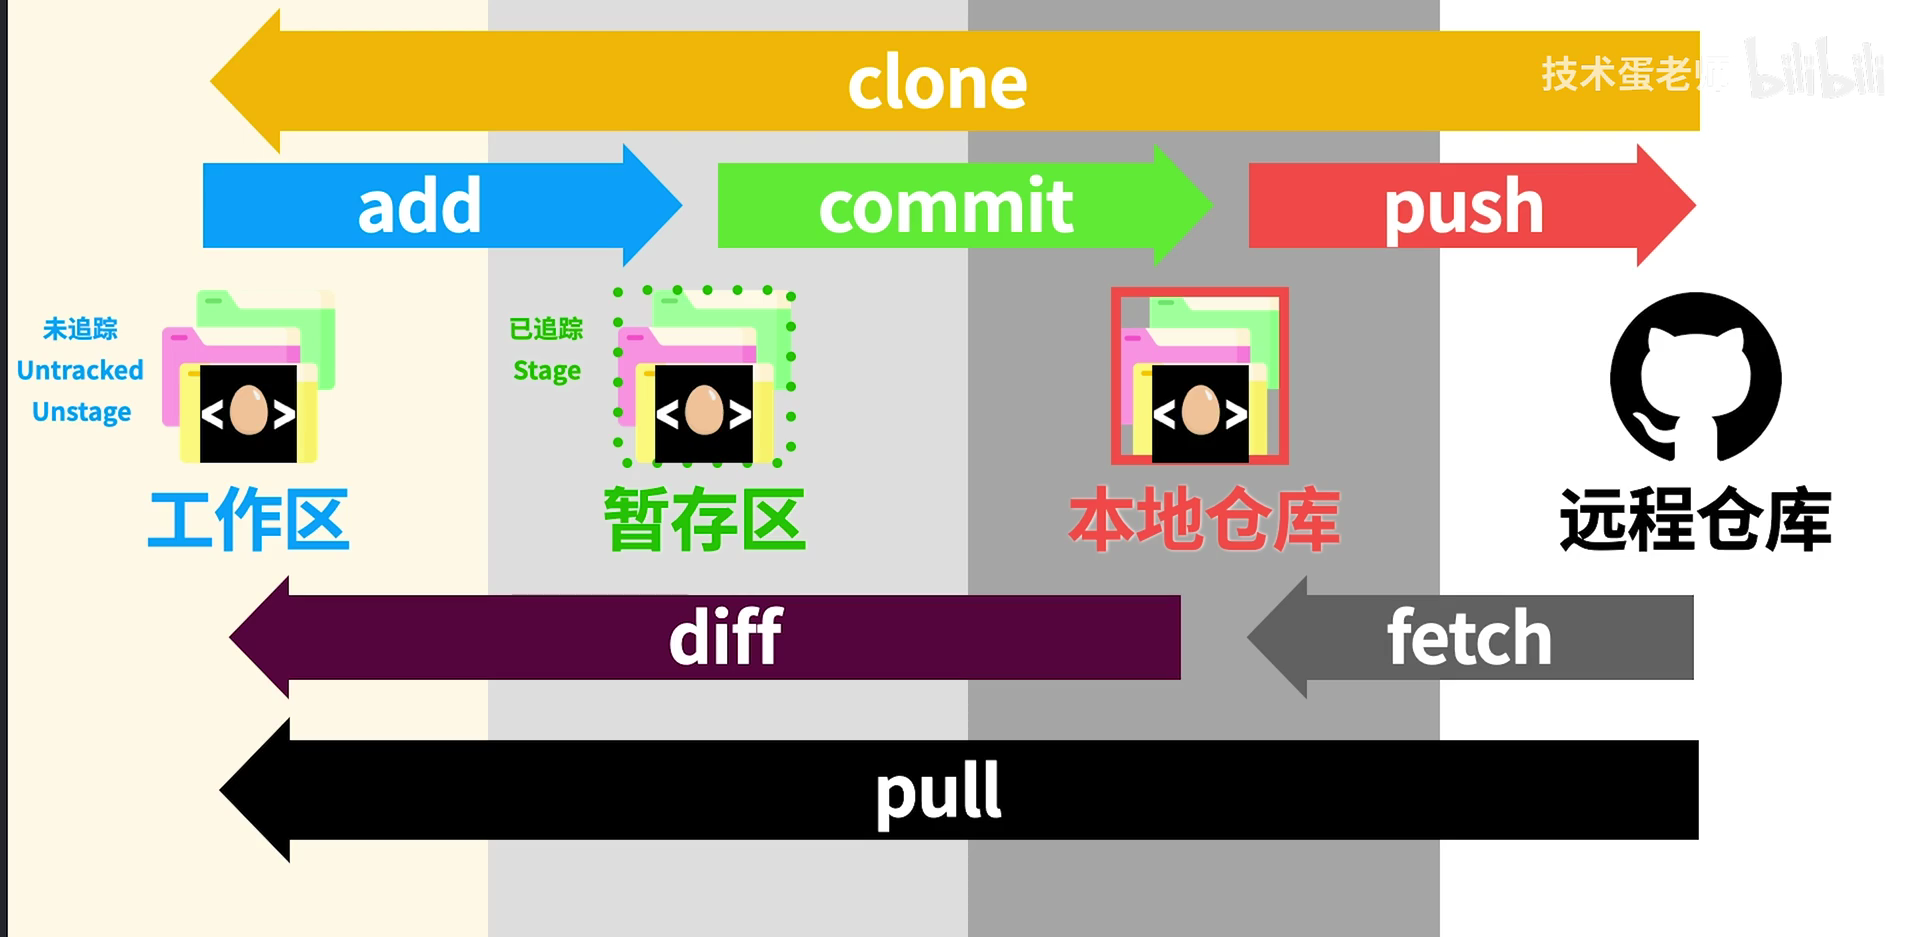 clone
技术蛋老师 bilibili
add
commit
push
未追踪
Untracked
Unstage
已追踪
Stage
< >
< >
< >
工作区
暂存区
本地仓库
远程仓库
diff
fetch
pull